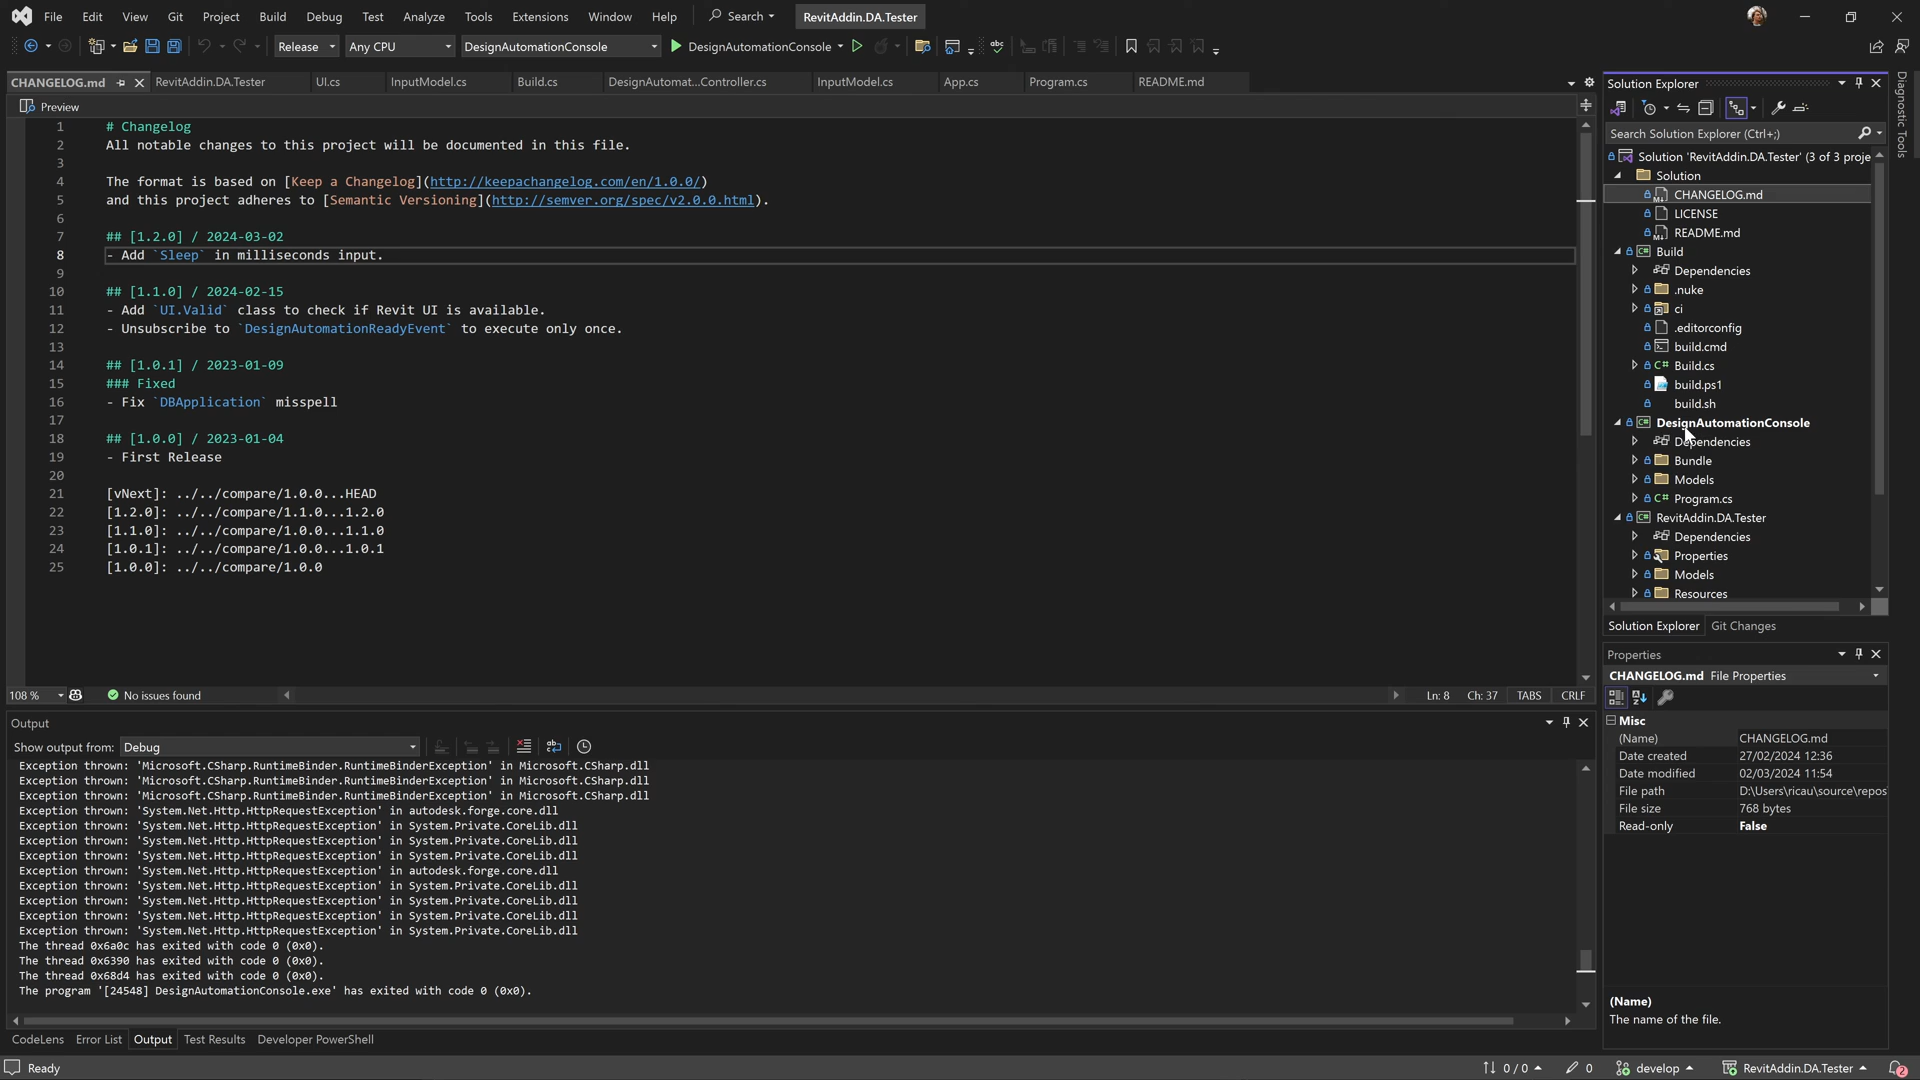 File Edit View Git Project Build Debug Test Analyze Tools Extensions Window Help Search RevitAddin.DA.Tester
Release Any CPU DesignAutomationConsole DesignAutomationConsole
CHANGELOG.md RevitAddin.DA.Tester UI.cs InputModel.cs Build.cs DesignAutomat...Controller.cs InputModel.cs App.cs Program.cs README.md
Preview
1 # Changelog
2 All notable changes to this project will be documented in this file.
3
4 The format is based on [Keep a Changelog](http://keepachangelog.com/en/1.0.0/)
5 and this project adheres to [Semantic Versioning](http://semver.org/spec/v2.0.0.html).
6
7 ## [1.2.0] / 2024-03-02
8 - Add `Sleep` in milliseconds input.
9
10 ## [1.1.0] / 2024-02-15
11 - Add `UI.Valid` class to check if Revit UI is available.
12 - Unsubscribe to `DesignAutomationReadyEvent` to execute only once.
13
14 ## [1.0.1] / 2023-01-09
15 ### Fixed
16 - Fix `DBApplication` misspell
17
18 ## [1.0.0] / 2023-01-04
19 - First Release
20
21 [vNext]: ../../compare/1.0.0...HEAD
22 [1.2.0]: ../../compare/1.1.0...1.2.0
23 [1.1.0]: ../../compare/1.0.0...1.1.0
24 [1.0.1]: ../../compare/1.0.0...1.0.1
25 [1.0.0]: ../../compare/1.0.0
108 % No issues found Ln: 8 Ch: 37 TABS CRLF
Output
Show output from: Debug
Exception thrown: 'Microsoft.CSharp.RuntimeBinder.RuntimeBinderException' in Microsoft.CSharp.dll
Exception thrown: 'Microsoft.CSharp.RuntimeBinder.RuntimeBinderException' in Microsoft.CSharp.dll
Exception thrown: 'Microsoft.CSharp.RuntimeBinder.RuntimeBinderException' in Microsoft.CSharp.dll
Exception thrown: 'System.Net.Http.HttpRequestException' in autodesk.forge.core.dll
Exception thrown: 'System.Net.Http.HttpRequestException' in System.Private.CoreLib.dll
Exception thrown: 'System.Net.Http.HttpRequestException' in System.Private.CoreLib.dll
Exception thrown: 'System.Net.Http.HttpRequestException' in System.Private.CoreLib.dll
Exception thrown: 'System.Net.Http.HttpRequestException' in autodesk.forge.core.dll
Exception thrown: 'System.Net.Http.HttpRequestException' in System.Private.CoreLib.dll
Exception thrown: 'System.Net.Http.HttpRequestException' in System.Private.CoreLib.dll
Exception thrown: 'System.Net.Http.HttpRequestException' in System.Private.CoreLib.dll
Exception thrown: 'System.Net.Http.HttpRequestException' in System.Private.CoreLib.dll
The thread 0x6a0c has exited with code 0 (0x0).
The thread 0x6390 has exited with code 0 (0x0).
The thread 0x68d4 has exited with code 0 (0x0).
The program '[24548] DesignAutomationConsole.exe' has exited with code 0 (0x0).
CodeLens Error List Output Test Results Developer PowerShell
Solution Explorer
Search Solution Explorer (Ctrl+;)
Solution 'RevitAddin.DA.Tester' (3 of 3 proje
Solution
CHANGELOG.md
LICENSE
README.md
Build
Dependencies
.nuke
ci
.editorconfig
build.cmd
Build.cs
build.ps1
build.sh
DesignAutomationConsole
Dependencies
Bundle
Models
Program.cs
RevitAddin.DA.Tester
Dependencies
Properties
Models
Resources
Solution Explorer Git Changes
Properties
CHANGELOG.md File Properties
Misc
(Name) CHANGELOG.md
Date created 27/02/2024 12:36
Date modified 02/03/2024 11:54
File path D:\Users\ricau\source\repos
File size 768 bytes
Read-only False
(Name)
The name of the file.
Diagnostic Tools
Ready 0 / 0 0 develop RevitAddin.DA.Tester 2